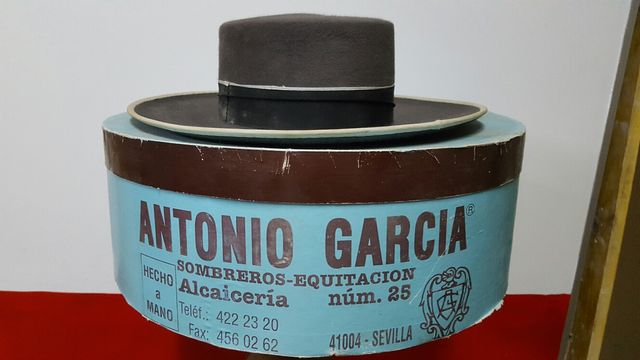 ANTONIO GARCIA®
SOMBREROS-EQUITACION
Alcaicería núm. 25
HECHO
a
MANO
Teléf.: 422 23 20
Fax: 456 02 62
41004 - SEVILLA